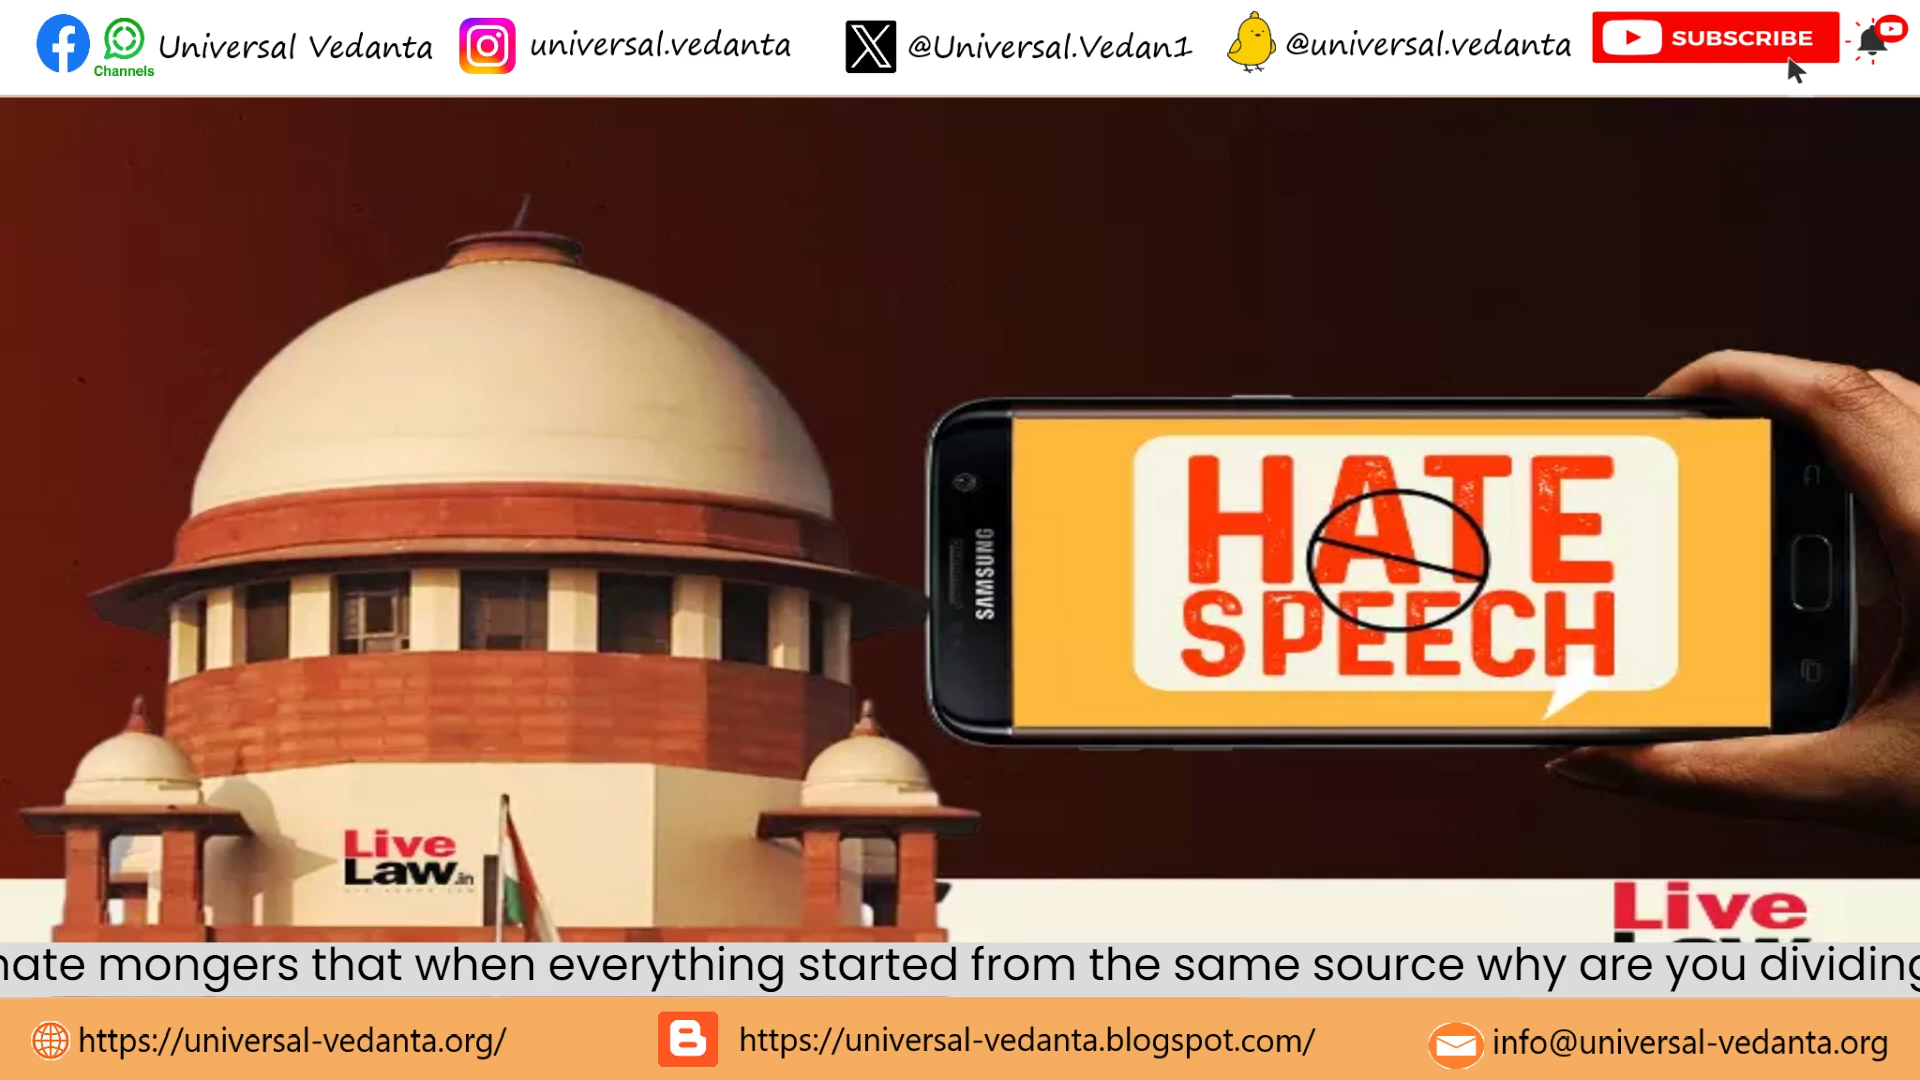 Channels
Universal Vedanta
universal.vedanta
@Universal.Vedan1
@universal.vedanta
SUBSCRIBE
SAMSUNG
HATE
SPEECH
Live
Law.in
Live
Law
hate mongers that when everything started from the same source why are you dividing
https://universal-vedanta.org/
https://universal-vedanta.blogspot.com/
info@universal-vedanta.org